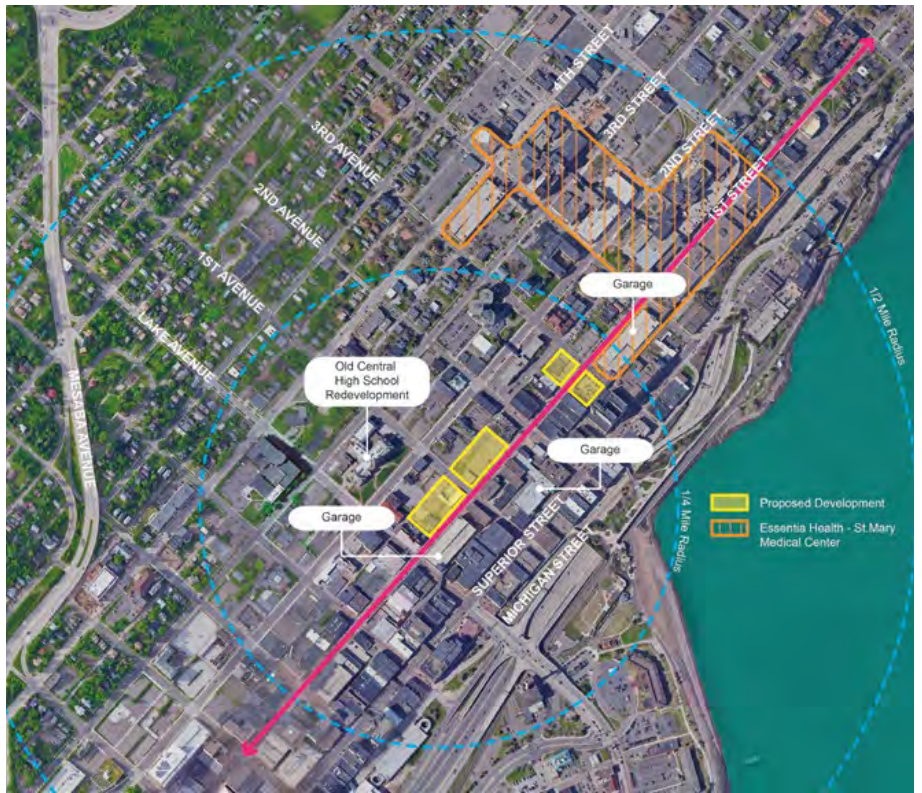 4TH STREET
3RD STREET
2ND STREET
1ST STREET
3RD AVENUE
2ND AVENUE
1ST AVENUE E
LAKE AVENUE
MESABA AVENUE
Garage
1/2 Mile Radius
Old Central
High School
Redevelopment
Garage
Garage
SUPERIOR STREET
MICHIGAN STREET
1/4 Mile Radius
Proposed Development
Essentia Health - St.Mary
Medical Center